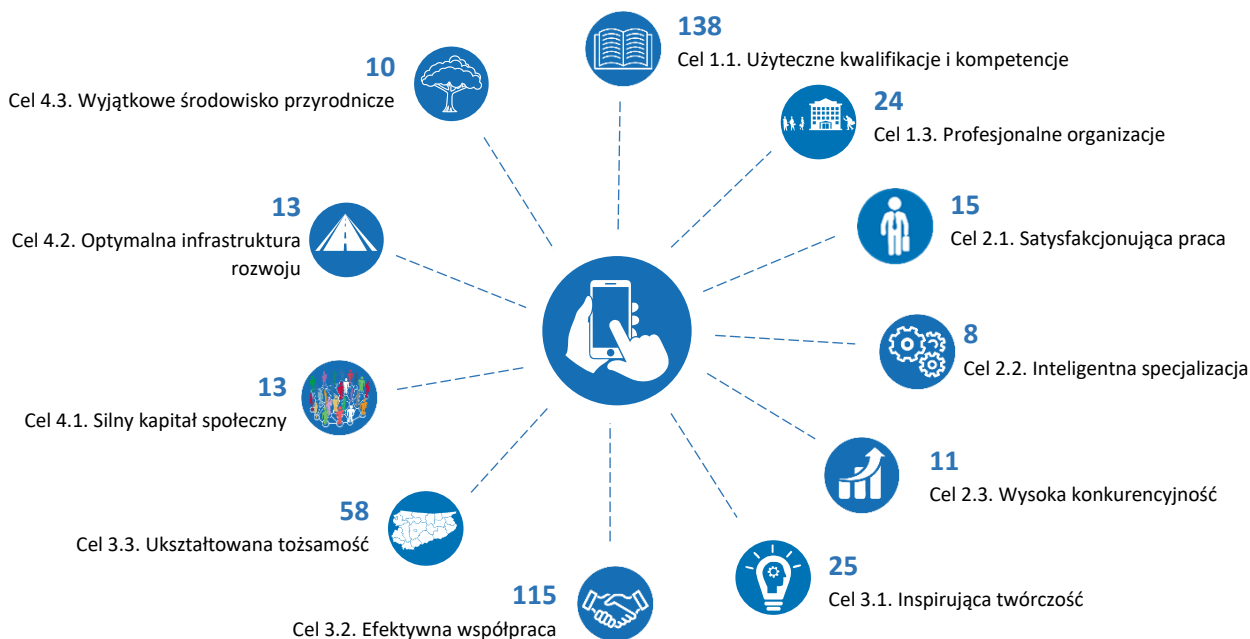 138
Cel 1.1. Użyteczne kwalifikacje i kompetencje
24
Cel 1.3. Profesjonalne organizacje
15
Cel 2.1. Satysfakcjonująca praca
8
Cel 2.2. Inteligentna specjalizacja
11
Cel 2.3. Wysoka konkurencyjność
25
Cel 3.1. Inspirująca twórczość
115
Cel 3.2. Efektywna współpraca
58
Cel 3.3. Ukształtowana tożsamość
13
Cel 4.1. Silny kapitał społeczny
13
Cel 4.2. Optymalna infrastruktura
rozwoju
10
Cel 4.3. Wyjątkowe środowisko przyrodnicze